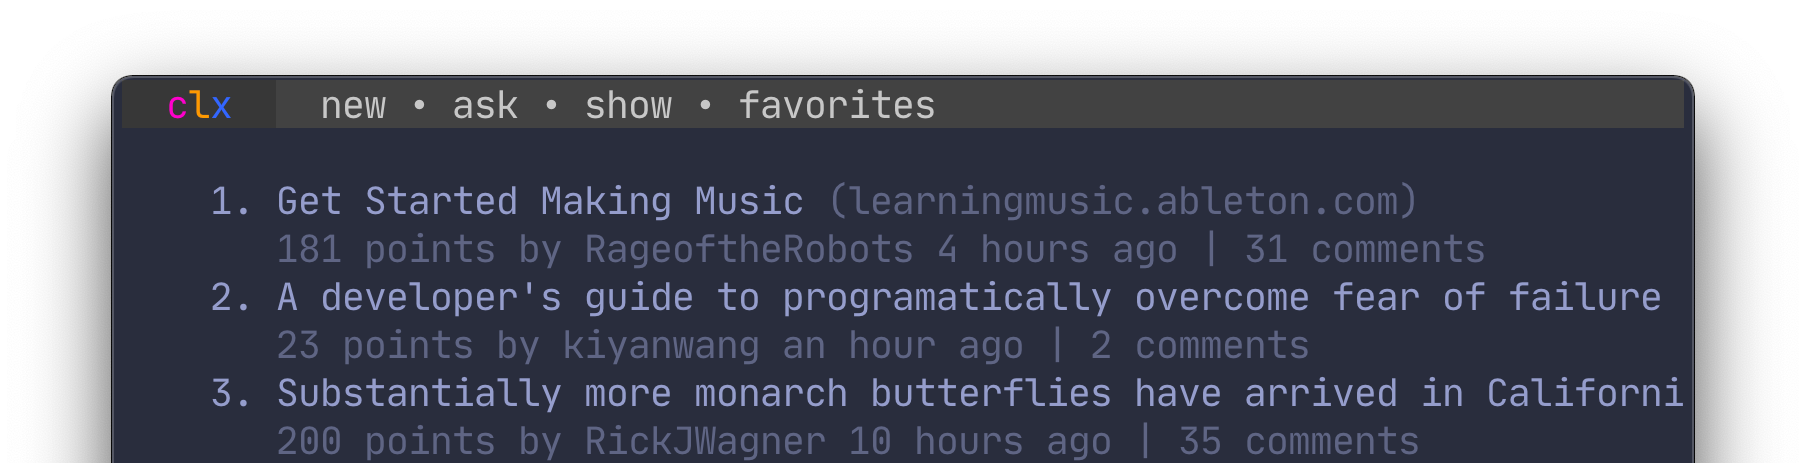 clx new • ask • show • favorites
1. Get Started Making Music (learningmusic.ableton.com)
181 points by RageoftheRobots 4 hours ago | 31 comments
2. A developer's guide to programatically overcome fear of failure
23 points by kiyanwang an hour ago | 2 comments
3. Substantially more monarch butterflies have arrived in Californi
200 points by RickJWagner 10 hours ago | 35 comments